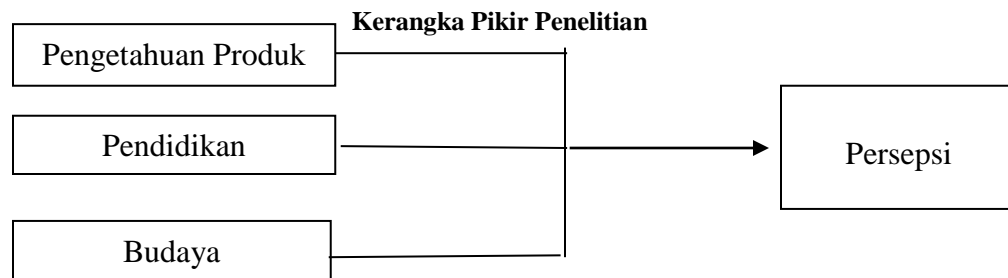 Kerangka Pikir Penelitian
Pengetahuan Produk
Pendidikan
Persepsi
Budaya